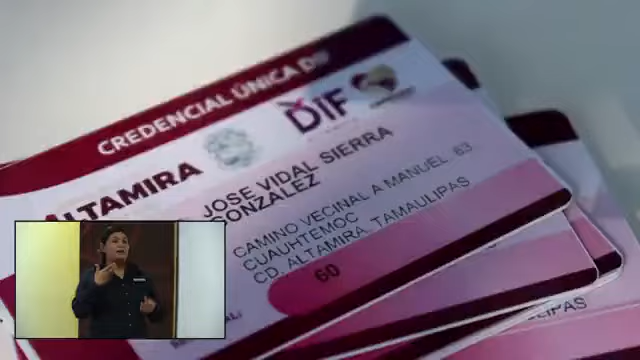 CREDENCIAL ÚNICA DIF
DIF
ALTAMIRA
JOSE VIDAL SIERRA
GONZALEZ
CAMINO VECINAL A MANUEL 63
CUAUHTEMOC
CD. ALTAMIRA, TAMAULIPAS
60